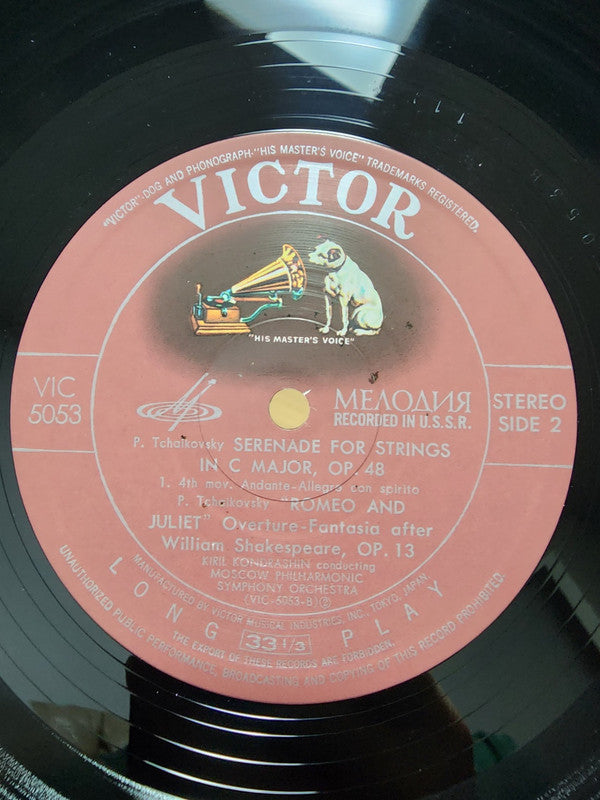 "VICTOR"-DOG AND PHONOGRAPH-"HIS MASTER'S VOICE" TRADEMARKS REGISTERED.
VICTOR
"HIS MASTER'S VOICE"
VIC
5053
МЕЛОДИЯ
RECORDED IN U.S.S.R.
STEREO
SIDE 2
P. Tchaikovsky SERENADE FOR STRINGS
IN C MAJOR, OP. 48
1. 4th mov. Andante-Allegro con spirito
P. Tchaikovsky "ROMEO AND
JULIET" Overture-Fantasia after
William Shakespeare, OP. 13
KIRIL KONDRASHIN conducting
MOSCOW PHILHARMONIC
SYMPHONY ORCHESTRA
(VIC-5053-B)
LONG 33 1/3 PLAY
MANUFACTURED BY VICTOR MUSICAL INDUSTRIES, INC. TOKYO, JAPAN.
THE EXPORT OF THESE RECORDS ARE FORBIDDEN.
UNAUTHORIZED PUBLIC PERFORMANCE, BROADCASTING AND COPYING OF THIS RECORD PROHIBITED.
111